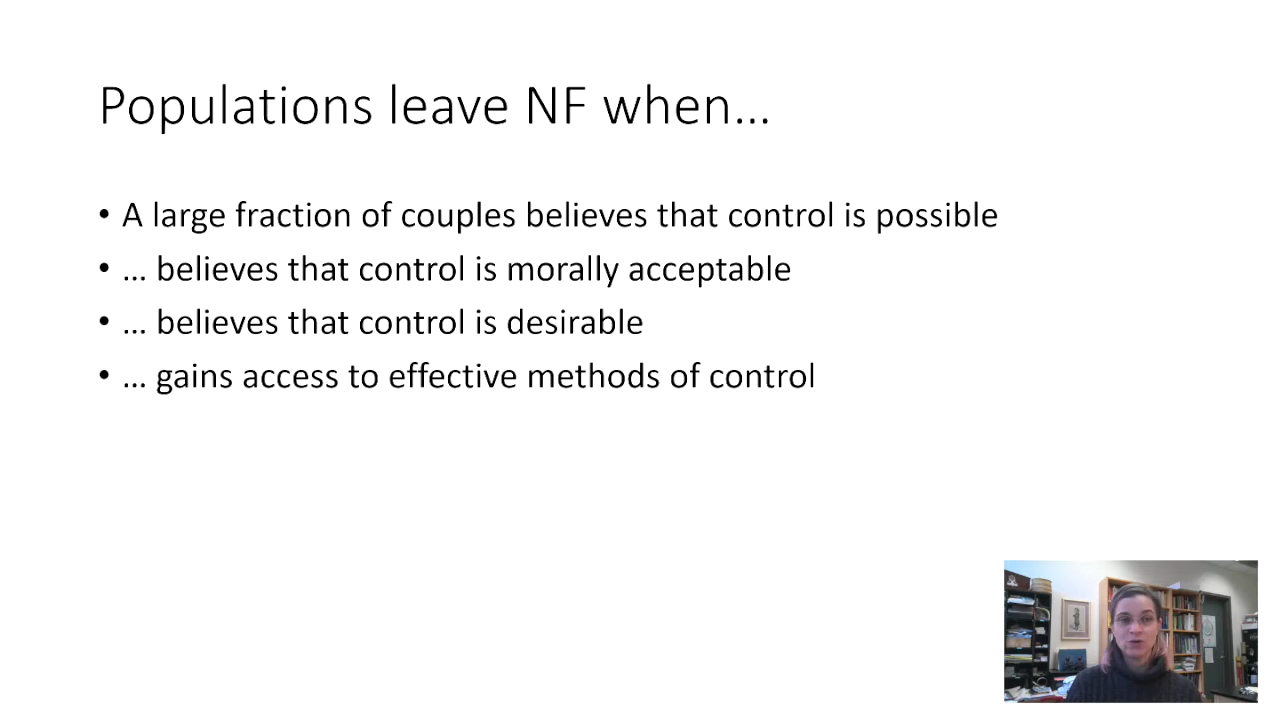 Populations leave NF when...
• A large fraction of couples believes that control is possible
• ... believes that control is morally acceptable
• ... believes that control is desirable
• ... gains access to effective methods of control